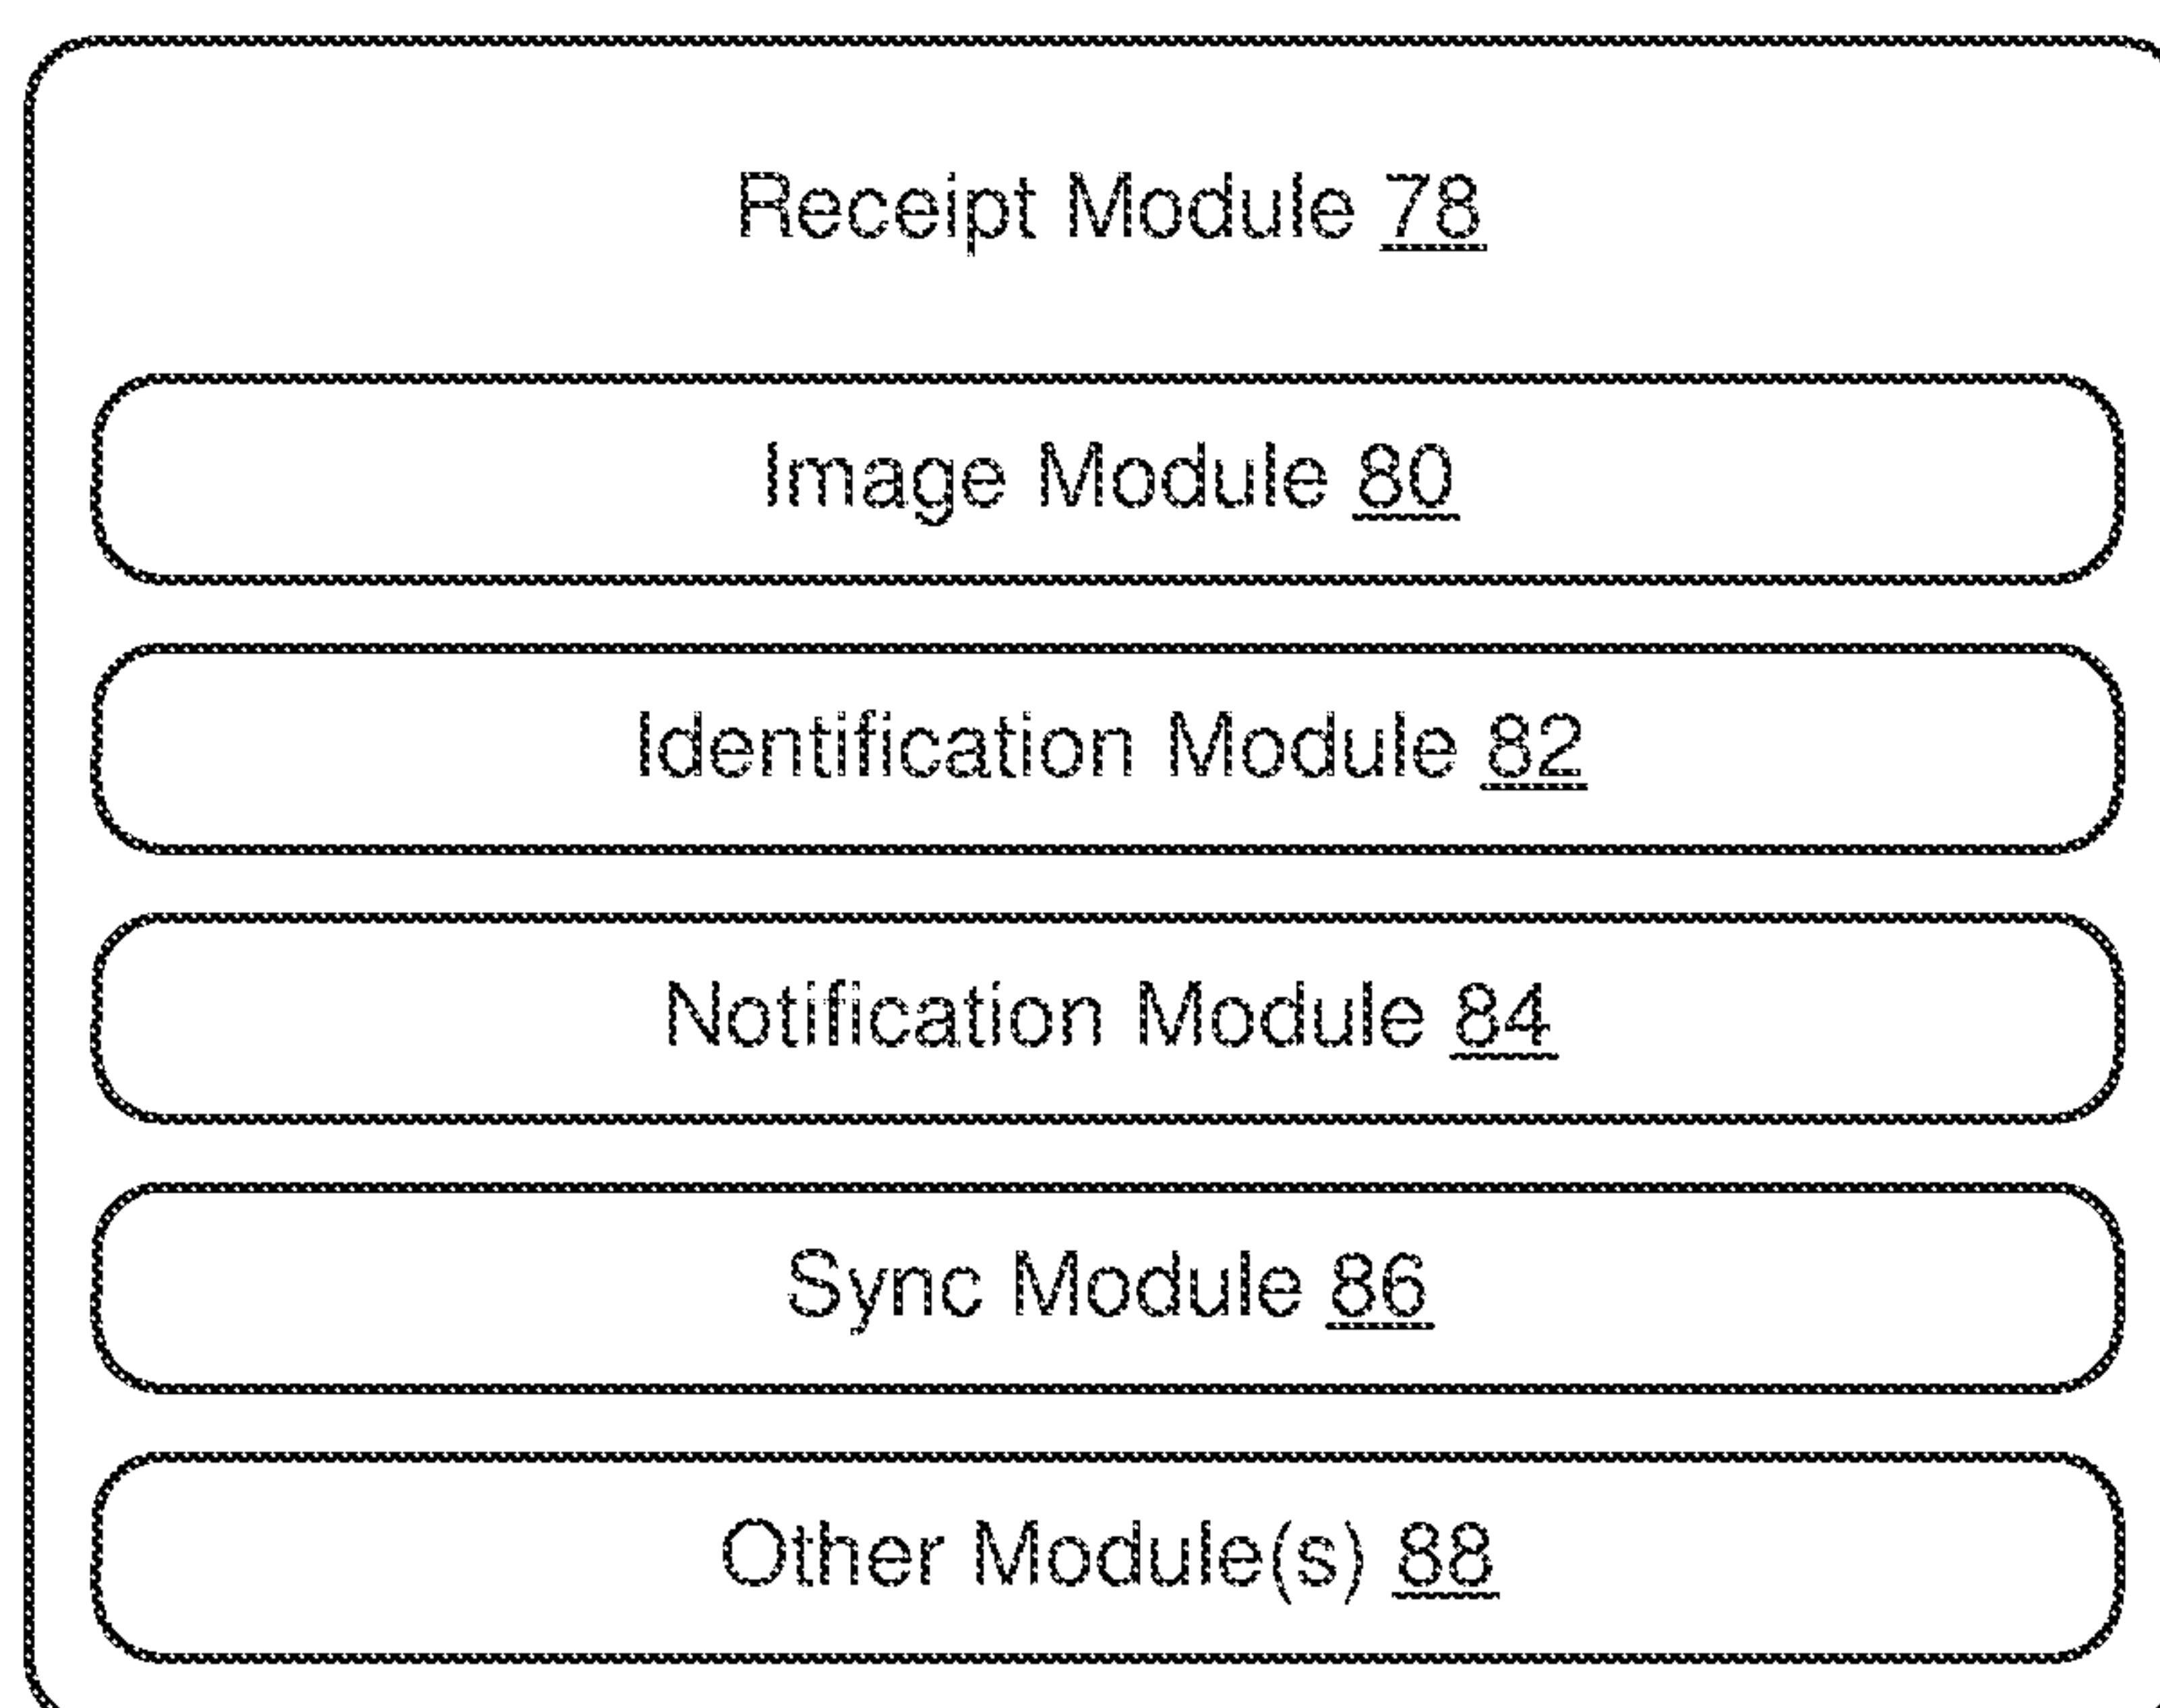 Receipt Module 78
Image Module 80
Identification Module 82
Notification Module 84
Sync Module 86
Other Module(s) 88